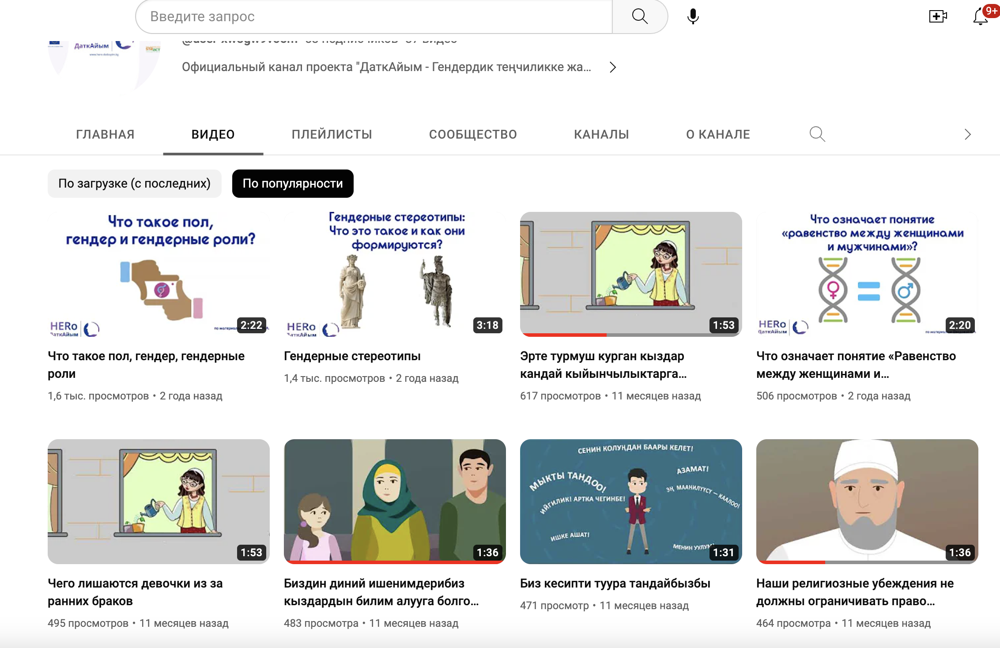 Введите запрос
9+
ДаткАйым
www.hero-datkayim.kg
Официальный канал проекта "ДаткАйым - Гендердик теңчиликке жа...
ГЛАВНАЯ
ВИДЕО
ПЛЕЙЛИСТЫ
СООБЩЕСТВО
КАНАЛЫ
О КАНАЛЕ
По загрузке (с последних)
По популярности
Что такое пол,
гендер и гендерные роли?
HERo
ДаткАйым
по материалам
2:22
Что такое пол, гендер, гендерные
роли
1,6 тыс. просмотров • 2 года назад
Гендерные стереотипы:
Что это такое и как они
формируются?
HERo
ДаткАйым
3:18
Гендерные стереотипы
1,4 тыс. просмотров • 2 года назад
1:53
Эрте турмуш курган кыздар
кандай кыйынчылыктарга...
617 просмотров • 11 месяцев назад
Что означает понятие
«равенство между женщинами
и мужчинами»?
HERo
ДаткАйым
по материалам
2:20
Что означает понятие «Равенство
между женщинами и...
506 просмотров • 2 года назад
1:53
Чего лишаются девочки из за
ранних браков
495 просмотров • 11 месяцев назад
1:36
Биздин диний ишенимдерибиз
кыздардын билим алууга болго...
483 просмотра • 11 месяцев назад
СЕНИН КОЛУҢДАН БААРЫ КЕЛЕТ!
АЗАМАТ!
МЫКТЫ ТАНДОО!
ЭҢ МААНИЛҮҮСҮ – КААЛОО!
ИЙГИЛИК! АРТКА ЧЕГИНБЕ!
ИШКЕ АШАТ!
МЕНИН УУЛУМ!
1:31
Биз кесипти туура тандайбызбы
471 просмотр • 11 месяцев назад
1:36
Наши религиозные убеждения не
должны ограничивать право...
464 просмотра • 11 месяцев назад